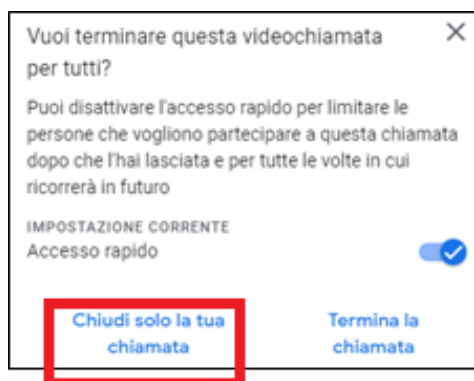 Vuoi terminare questa videochiamata
per tutti?
Puoi disattivare l'accesso rapido per limitare le
persone che vogliono partecipare a questa chiamata
dopo che l'hai lasciata e per tutte le volte in cui
ricorrerà in futuro
IMPOSTAZIONE CORRENTE
Accesso rapido
Chiudi solo la tua
chiamata
Termina la
chiamata